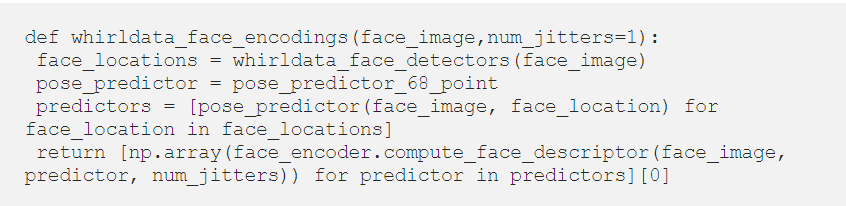 def whirldata_face_encodings(face_image,num_jitters=1):
 face_locations = whirldata_face_detectors(face_image)
 pose_predictor = pose_predictor_68_point
 predictors = [pose_predictor(face_image, face_location) for
face_location in face_locations]
 return [np.array(face_encoder.compute_face_descriptor(face_image,
predictor, num_jitters)) for predictor in predictors][0]